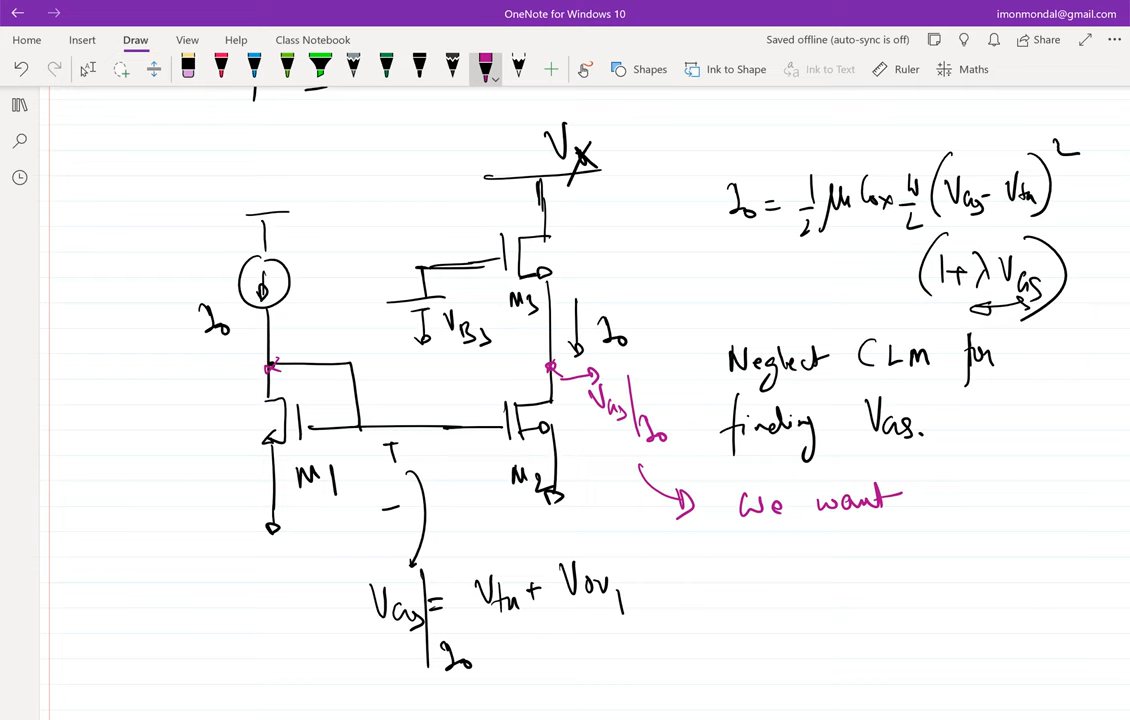 OneNote for Windows 10
imonmondal@gmail.com
Home Insert Draw View Help Class Notebook
Saved offline (auto-sync is off)
Share
Shapes
Ink to Shape
Ink to Text
Ruler
Maths
Vx
I₀ = 1/2 μn Cox W/L (VGS - Vtn)²
(1+ λ VGS)
I₀
VB3
M3
I₀
Neglect CLM for
finding VGS.
VGS|I₀
M1
+
-
M2
We want
VGS|I₀ = Vtn + Vov1